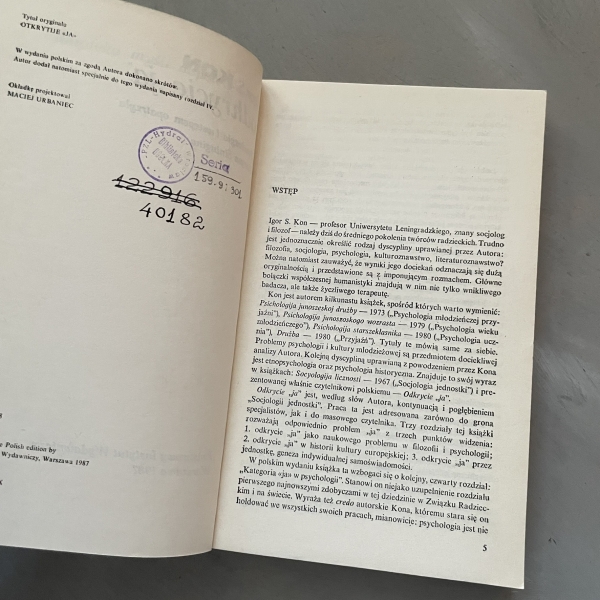 Tytuł oryginału
OTKRYTIJE «JA»
W wydaniu polskim za zgodą Autora dokonano skrótów.
Autor dodał natomiast specjalnie do tego wydania napisany rozdział IV.
Okładkę projektował
MACIEJ URBANIEC
Seria
159.9:301
122916
40182
e Polish edition by
Wydawniczy, Warszawa 1987
WSTĘP
Igor S. Kon — profesor Uniwersytetu Leningradzkiego, znany socjolog
i filozof — należy dziś do średniego pokolenia twórców radzieckich. Trudno
jest jednoznacznie określić rodzaj dyscypliny uprawianej przez Autora:
filozofia, socjologia, psychologia, kulturoznawstwo, literaturoznawstwo?
Można natomiast zauważyć, że wyniki jego dociekań odznaczają się dużą
oryginalnością i przedstawione są z imponującym rozmachem. Główne
bolączki współczesnej humanistyki znajdują w nim nie tylko wnikliwego
badacza, ale także życzliwego terapeutę.
Kon jest autorem kilkunastu książek, spośród których warto wymienić:
Psichologija junoszeskoj drużby — 1973 („Psychologia młodzieńczej przy-
jaźni”), Psichologija junoszoskogo wozrasta — 1979 („Psychologia wieku
młodzieńczego”), Psichologija starszeklasnika — 1980 („Psychologia ucz-
nia”), Drużba — 1980 („Przyjaźń”). Tytuły te mówią same za siebie.
Problemy psychologii i kultury młodzieżowej są przedmiotem dociekliwej
analizy Autora. Kolejną dyscypliną uprawianą z powodzeniem przez Kona
jest etnopsychologia oraz psychologia historyczna. Znajduje to swój wyraz
w książkach: Socyołogija licznosti — 1967 („Socjologia jednostki”) i pre-
zentowanej właśnie czytelnikowi polskiemu — Odkrycie „ja”.
Odkrycie „ja” jest, według słów Autora, kontynuacją i pogłębieniem
„Socjologii jednostki”. Praca ta jest adresowana zarówno do grona
specjalistów, jak i do masowego czytelnika. Trzy rozdziały tej książki
rozważają odpowiednio problem „ja” z trzech punktów widzenia:
1. odkrycie „ja” jako naukowego problemu w filozofii i psychologii;
2. odkrycie „ja” w historii kultury europejskiej; 3. odkrycie „ja” przez
jednostkę, geneza indywidualnej samoświadomości.
W polskim wydaniu książka ta wzbogaci się o kolejny, czwarty rozdział:
„Kategoria «ja» w psychologii”. Stanowi on niejako uzupełnienie rozdziału
pierwszego najnowszymi zdobyczami w tej dziedzinie w Związku Radziec-
kim i na świecie. Wyraża też credo autorskie Kona, któremu stara się on
hołdować we wszystkich swoich pracuch, mianowicie; psychologia jest nie
5